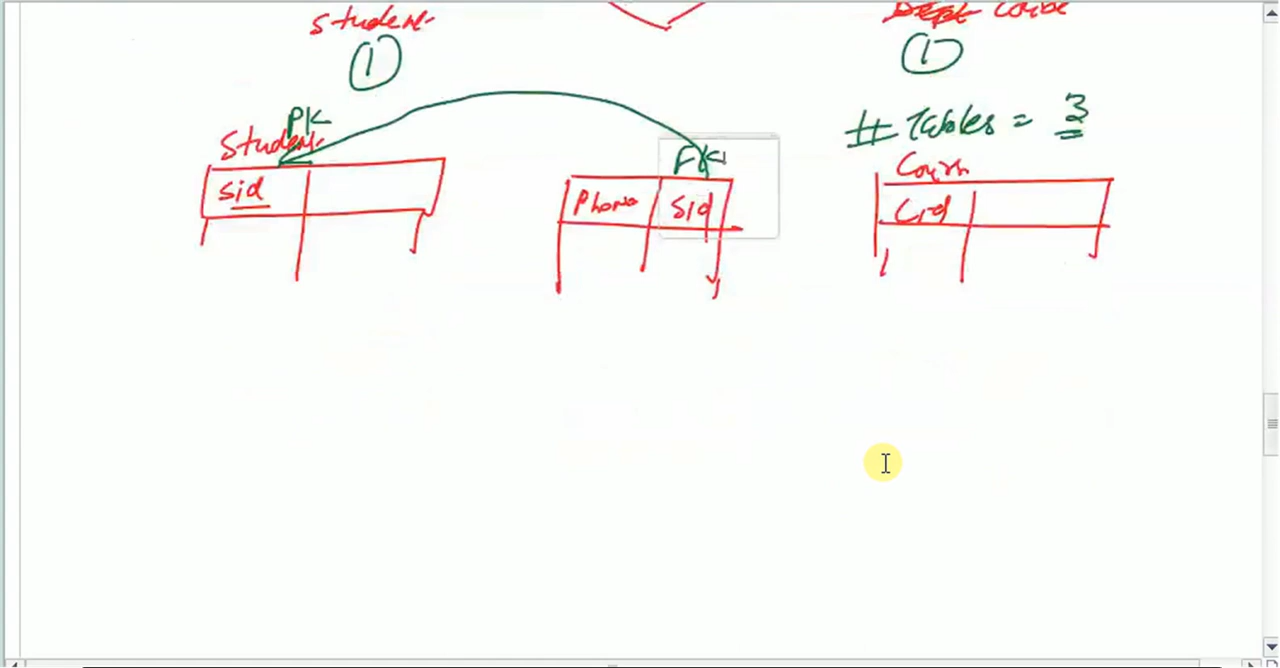 Student
Dept Course
1
1
PK
# Tables = 3
Student
FK
Course
Sid
Phone
Sid
Cid